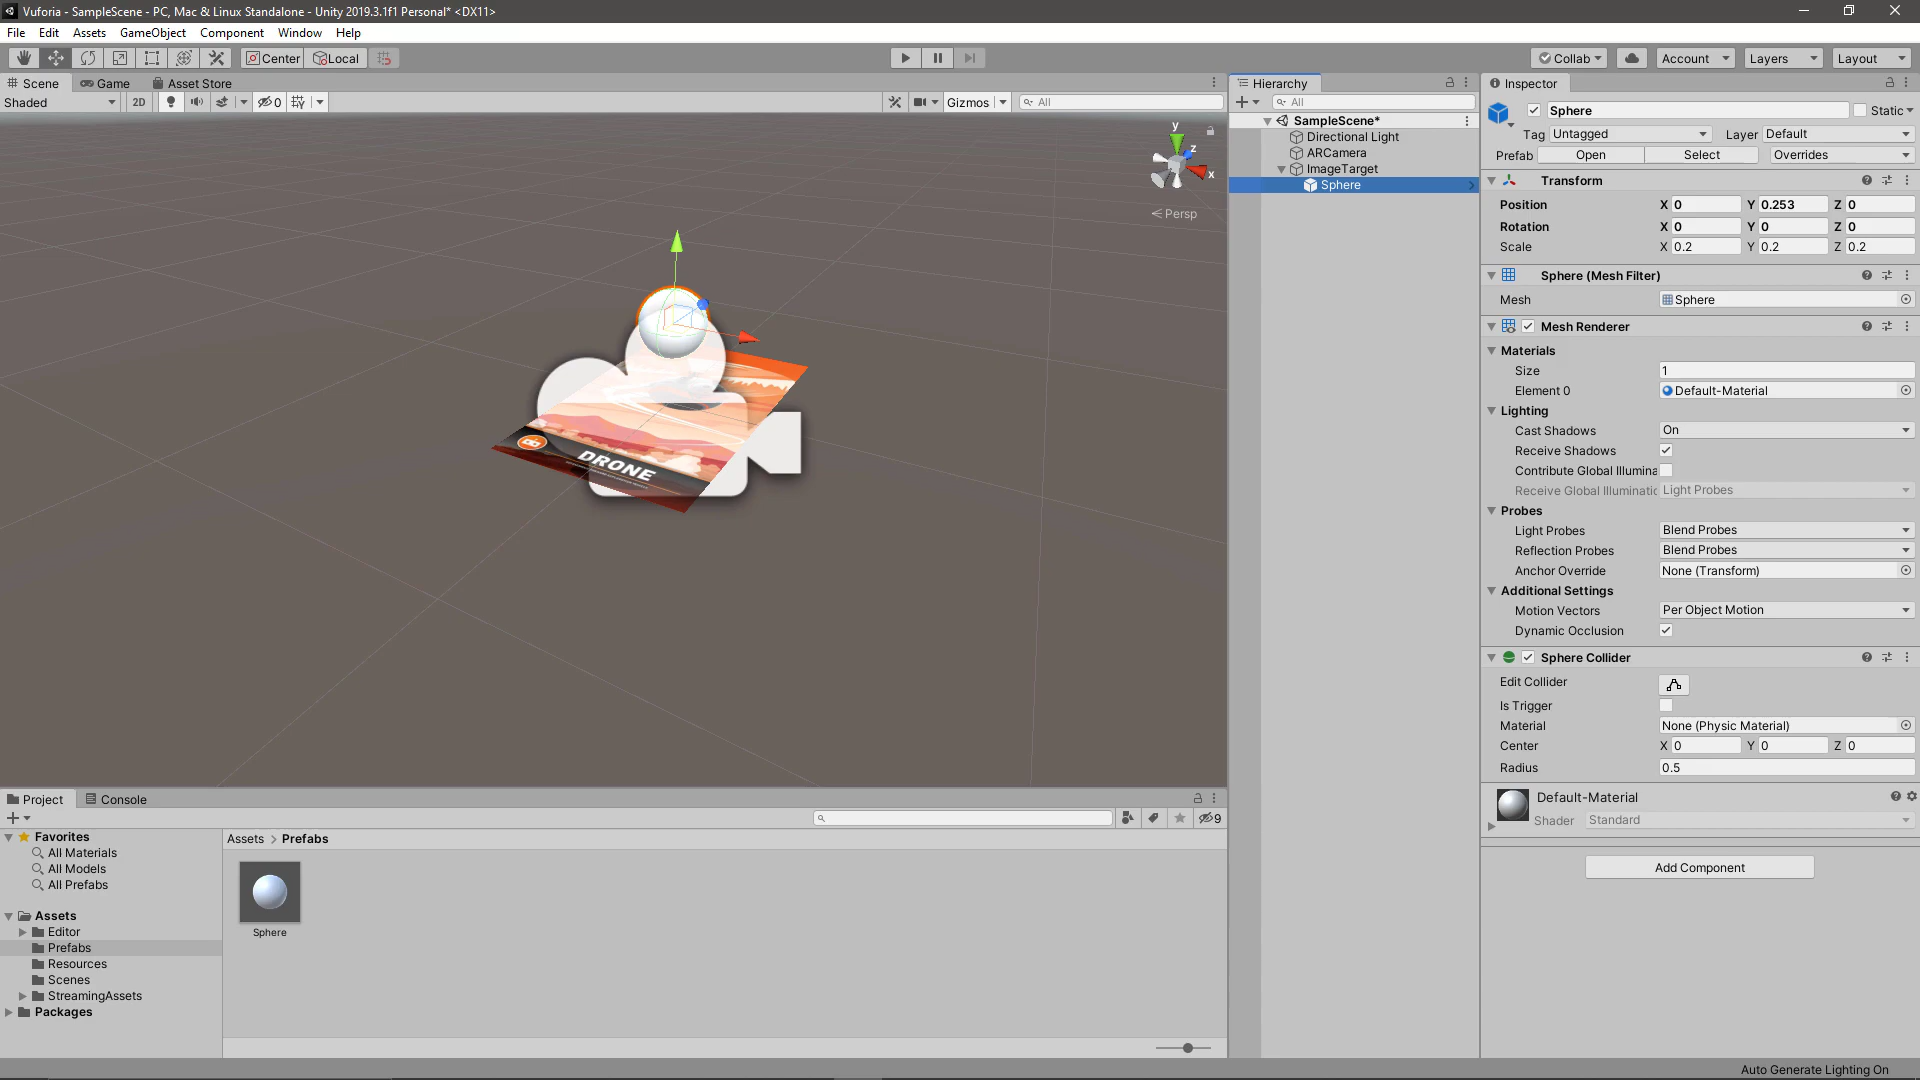 Vuforia - SampleScene - PC, Mac & Linux Standalone - Unity 2019.3.1f1 Personal* <DX11>
File Edit Assets GameObject Component Window Help
Center Local Collab Account Layers Layout
Scene Game Asset Store
Shaded 2D 0 Gizmos All
y
z
x
Persp
DRONE
Hierarchy
All
SampleScene*
Directional Light
ARCamera
ImageTarget
Sphere
Inspector
Sphere Static
Tag Untagged Layer Default
Prefab Open Select Overrides
Transform
Position X 0 Y 0.253 Z 0
Rotation X 0 Y 0 Z 0
Scale X 0.2 Y 0.2 Z 0.2
Sphere (Mesh Filter)
Mesh Sphere
Mesh Renderer
Materials
Size 1
Element 0 Default-Material
Lighting
Cast Shadows On
Receive Shadows
Contribute Global Illumina
Receive Global Illuminatic Light Probes
Probes
Light Probes Blend Probes
Reflection Probes Blend Probes
Anchor Override None (Transform)
Additional Settings
Motion Vectors Per Object Motion
Dynamic Occlusion
Sphere Collider
Edit Collider
Is Trigger
Material None (Physic Material)
Center X 0 Y 0 Z 0
Radius 0.5
Default-Material
Shader Standard
Add Component
Project Console
9
Favorites
All Materials
All Models
All Prefabs
Assets
Editor
Prefabs
Resources
Scenes
StreamingAssets
Packages
Assets > Prefabs
Sphere
Auto Generate Lighting On